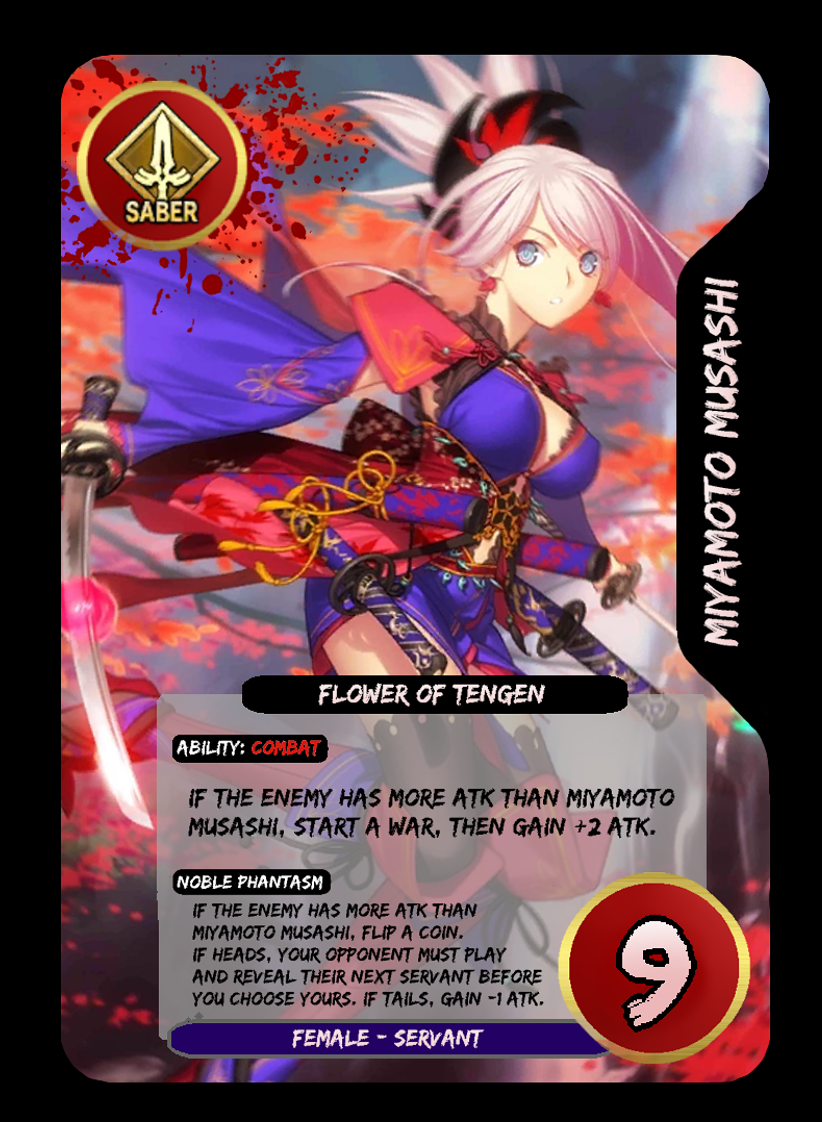 SABER
MIYAMOTO MUSASHI
FLOWER OF TENGEN
ABILITY: COMBAT
IF THE ENEMY HAS MORE ATK THAN MIYAMOTO
MUSASHI, START A WAR, THEN GAIN +2 ATK.
NOBLE PHANTASM
IF THE ENEMY HAS MORE ATK THAN
MIYAMOTO MUSASHI, FLIP A COIN.
IF HEADS, YOUR OPPONENT MUST PLAY
AND REVEAL THEIR NEXT SERVANT BEFORE
YOU CHOOSE YOURS. IF TAILS, GAIN -1 ATK.
9
FEMALE - SERVANT